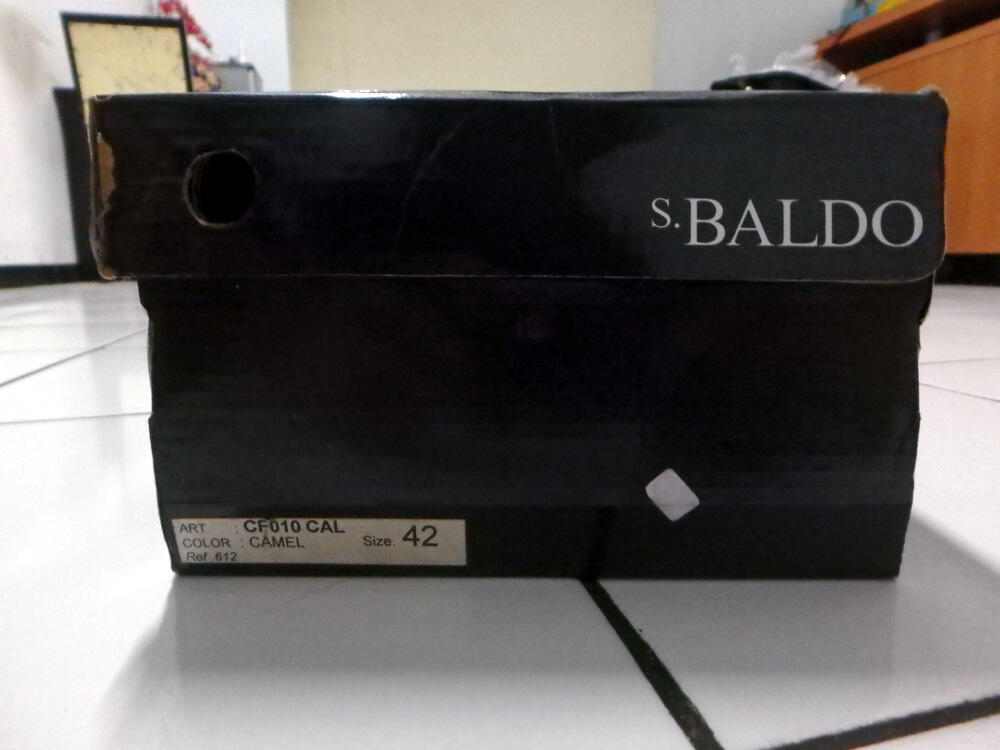 S.BALDO
ART : CF010 CAL
COLOR : CAMEL Size. 42
Ref .612